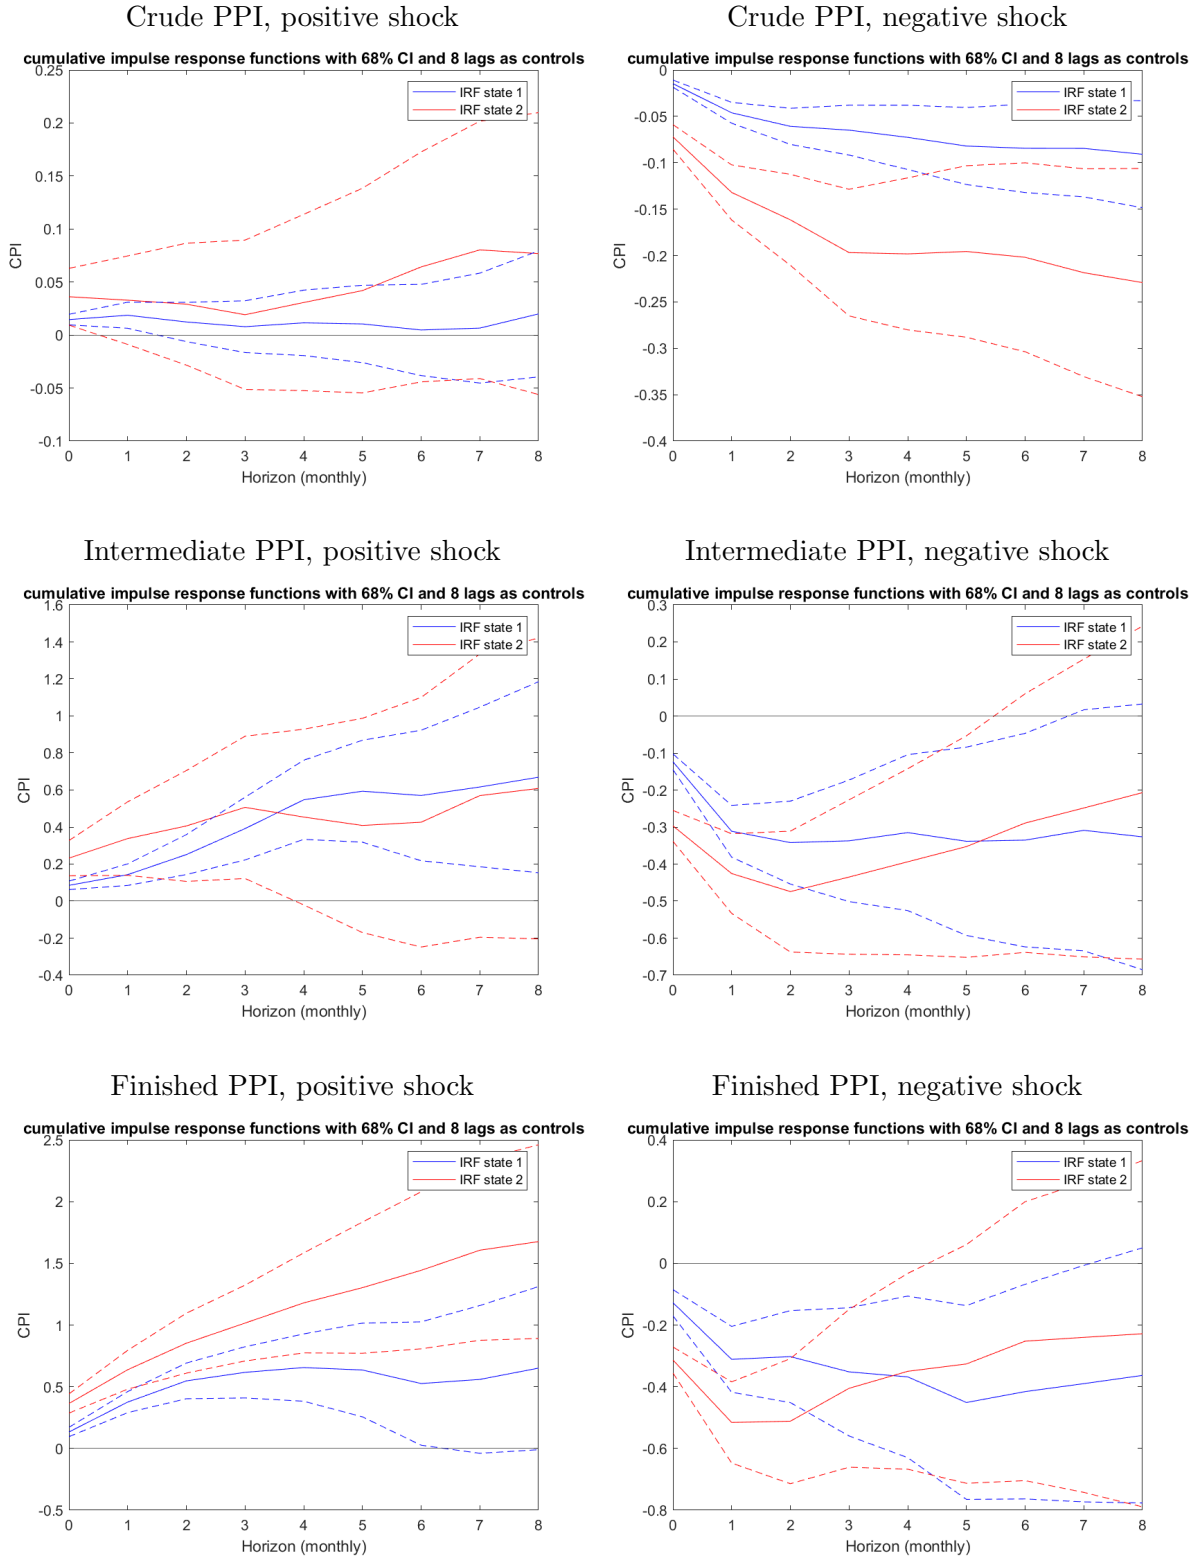 Crude PPI, positive shock
cumulative impulse response functions with 68% CI and 8 lags as controls
IRF state 1
IRF state 2
0.25
0.2
0.15
0.1
0.05
0
-0.05
-0.1
CPI
0 1 2 3 4 5 6 7 8
Horizon (monthly)
Crude PPI, negative shock
cumulative impulse response functions with 68% CI and 8 lags as controls
IRF state 1
IRF state 2
0
-0.05
-0.1
-0.15
-0.2
-0.25
-0.3
-0.35
-0.4
CPI
0 1 2 3 4 5 6 7 8
Horizon (monthly)
Intermediate PPI, positive shock
cumulative impulse response functions with 68% CI and 8 lags as controls
IRF state 1
IRF state 2
1.6
1.4
1.2
1
0.8
0.6
0.4
0.2
0
-0.2
-0.4
CPI
0 1 2 3 4 5 6 7 8
Horizon (monthly)
Intermediate PPI, negative shock
cumulative impulse response functions with 68% CI and 8 lags as controls
IRF state 1
IRF state 2
0.3
0.2
0.1
0
-0.1
-0.2
-0.3
-0.4
-0.5
-0.6
-0.7
CPI
0 1 2 3 4 5 6 7 8
Horizon (monthly)
Finished PPI, positive shock
cumulative impulse response functions with 68% CI and 8 lags as controls
IRF state 1
IRF state 2
2.5
2
1.5
1
0.5
0
-0.5
CPI
0 1 2 3 4 5 6 7 8
Horizon (monthly)
Finished PPI, negative shock
cumulative impulse response functions with 68% CI and 8 lags as controls
IRF state 1
IRF state 2
0.4
0.2
0
-0.2
-0.4
-0.6
-0.8
CPI
0 1 2 3 4 5 6 7 8
Horizon (monthly)